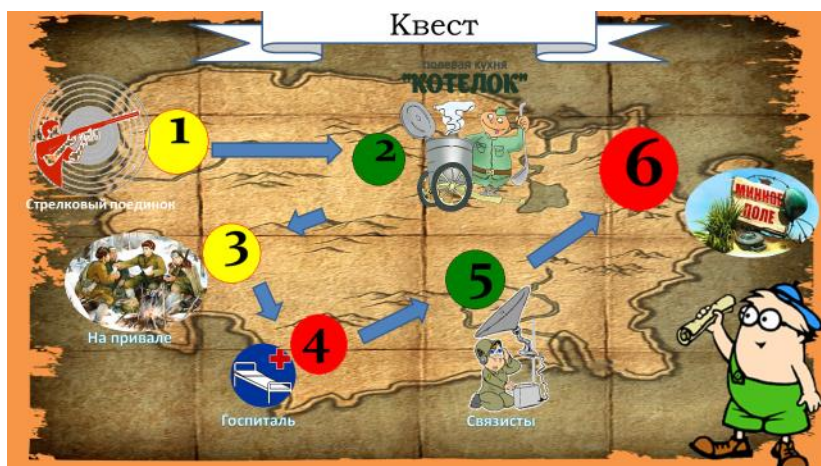 Квест
полевая кухня
"КОТЕЛОК"
1
2
Стрелковый поединок
6
МИННОЕ
ПОЛЕ
3
На привале
5
4
Госпиталь
Связисты